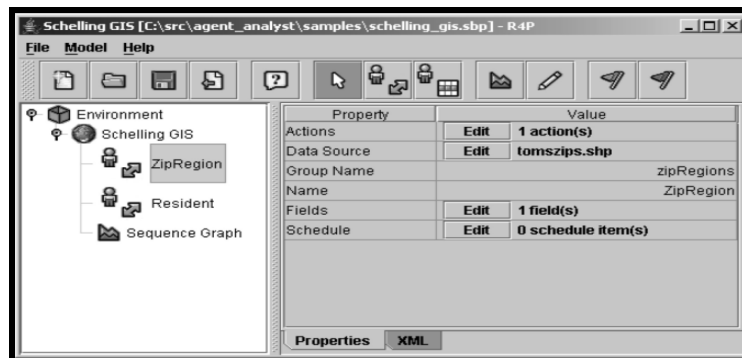 Schelling GIS [C:\src\agent_analyst\samples\schelling_gis.sbp] - R4P
File Model Help
?
Environment
Schelling GIS
ZipRegion
Resident
Sequence Graph
Property Value
Actions Edit 1 action(s)
Data Source Edit tomszips.shp
Group Name zipRegions
Name ZipRegion
Fields Edit 1 field(s)
Schedule Edit 0 schedule item(s)
Properties XML